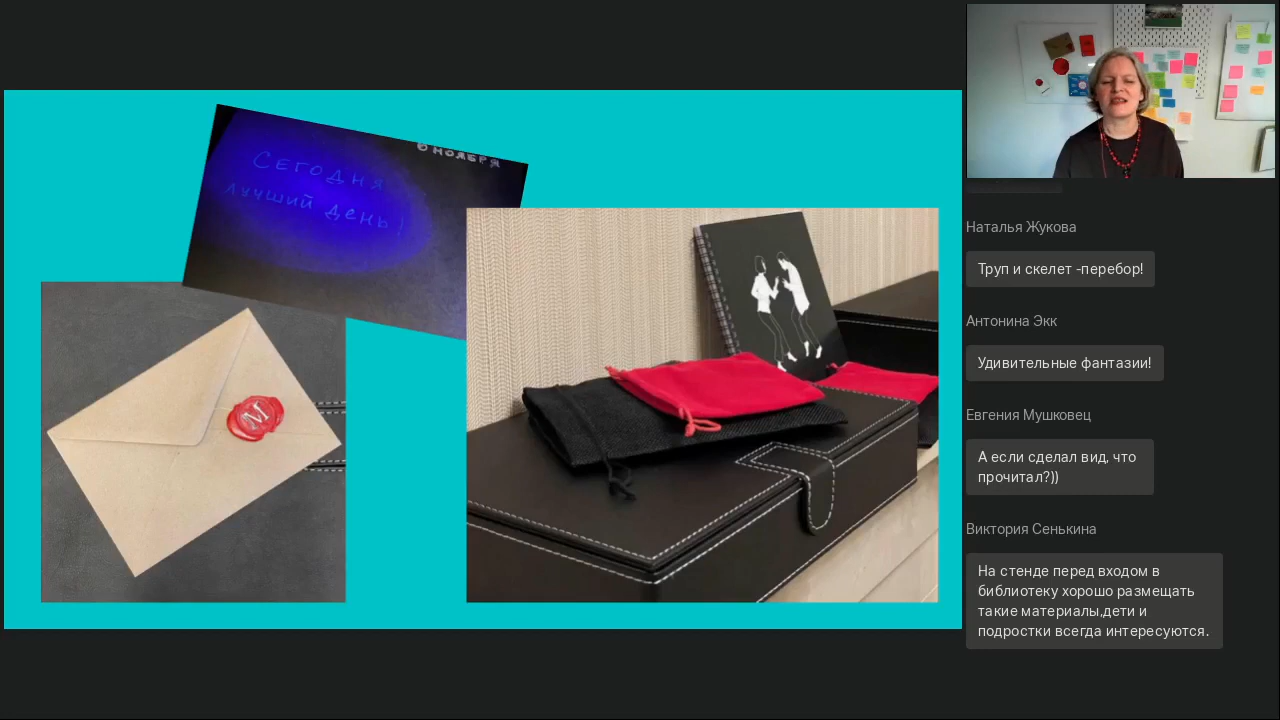 6 НОЯБРЯ
СЕГОДНЯ
ЛУЧШИЙ ДЕНЬ!
M
Наталья Жукова
Труп и скелет -перебор!
Антонина Экк
Удивительные фантазии!
Евгения Мушковец
А если сделал вид, что
прочитал?))
Виктория Сенькина
На стенде перед входом в
библиотеку хорошо размещать
такие материалы,дети и
подростки всегда интересуются.